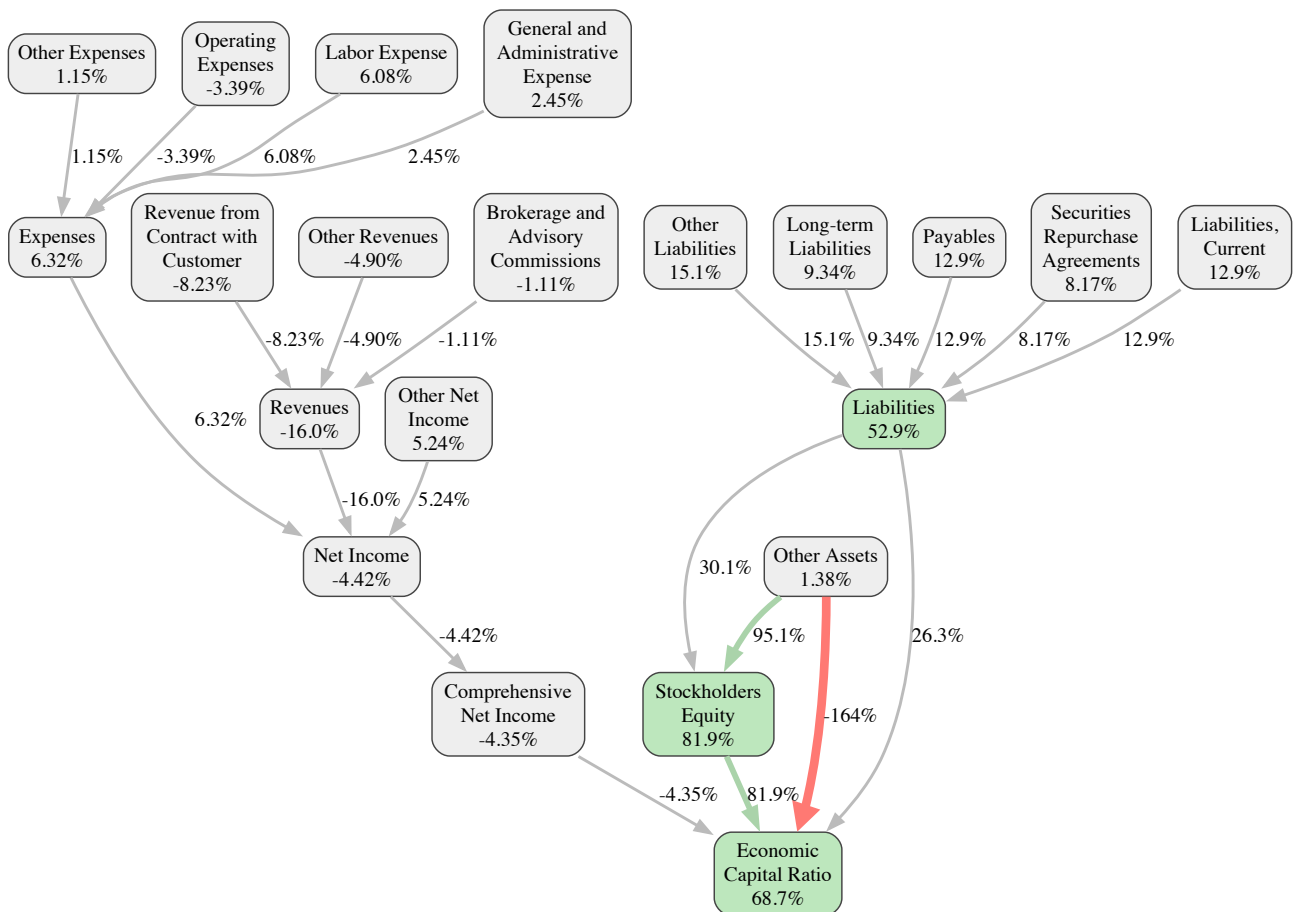 Other Expenses
1.15%
Operating
Expenses
-3.39%
Labor Expense
6.08%
General and
Administrative
Expense
2.45%
1.15%
-3.39%
6.08%
2.45%
Expenses
6.32%
Revenue from
Contract with
Customer
-8.23%
Other Revenues
-4.90%
Brokerage and
Advisory
Commissions
-1.11%
Other
Liabilities
15.1%
Long-term
Liabilities
9.34%
Payables
12.9%
Securities
Repurchase
Agreements
8.17%
Liabilities,
Current
12.9%
-8.23%
-4.90%
-1.11%
15.1%
9.34%
12.9%
8.17%
12.9%
6.32%
Revenues
-16.0%
Other Net
Income
5.24%
Liabilities
52.9%
-16.0%
5.24%
Net Income
-4.42%
30.1%
Other Assets
1.38%
-4.42%
95.1%
26.3%
Comprehensive
Net Income
-4.35%
Stockholders
Equity
81.9%
-164%
-4.35%
81.9%
Economic
Capital Ratio
68.7%